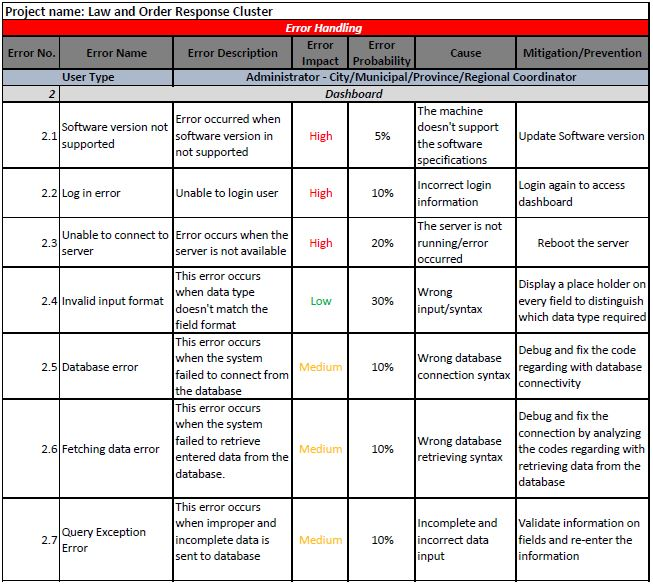 Project name: Law and Order Response Cluster
Error Handling
Error No. Error Name Error Description Error Impact Error Probability Cause Mitigation/Prevention
User Type Administrator - City/Municipal/Province/Regional Coordinator
2 Dashboard
2.1 Software version not supported Error occurred when software version in not supported High 5% The machine doesn't support the software specifications Update Software version
2.2 Log in error Unable to login user High 10% Incorrect login information Login again to access dashboard
2.3 Unable to connect to server Error occurs when the server is not available High 20% The server is not running/error occurred Reboot the server
2.4 Invalid input format This error occurs when data type doesn't match the field format Low 30% Wrong input/syntax Display a place holder on every field to distinguish which data type required
2.5 Database error This error occurs when the system failed to connect from the database Medium 10% Wrong database connection syntax Debug and fix the code regarding with database connectivity
2.6 Fetching data error This error occurs when the system failed to retrieve entered data from the database. Medium 10% Wrong database retrieving syntax Debug and fix the connection by analyzing the codes regarding with retrieving data from the database
2.7 Query Exception Error This error occurs when improper and incomplete data is sent to database Medium 10% Incomplete and incorrect data input Validate information on fields and re-enter the information